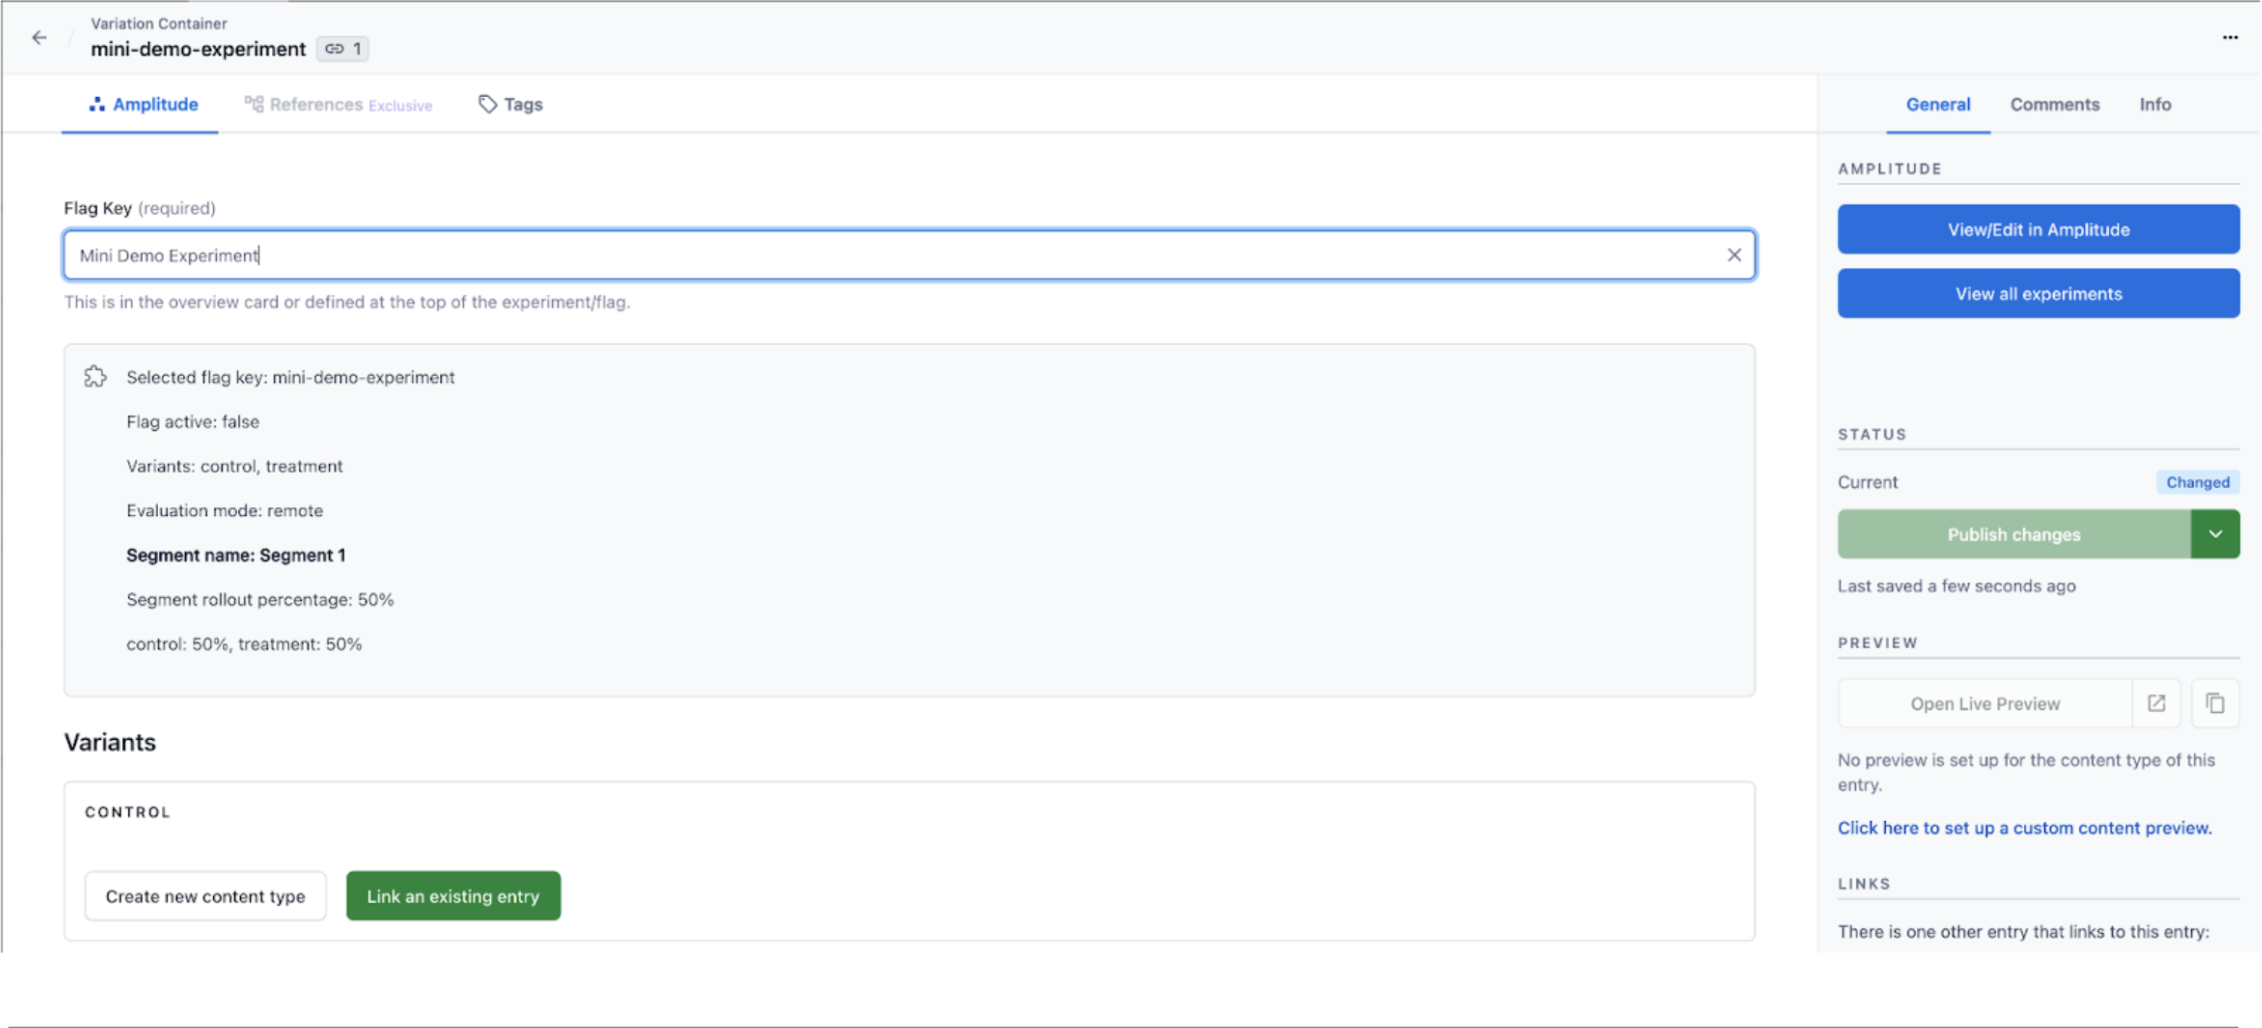 Variation Container
mini-demo-experiment 1
Amplitude References Exclusive Tags
Flag Key (required)
Mini Demo Experiment
This is in the overview card or defined at the top of the experiment/flag.
Selected flag key: mini-demo-experiment
Flag active: false
Variants: control, treatment
Evaluation mode: remote
Segment name: Segment 1
Segment rollout percentage: 50%
control: 50%, treatment: 50%
Variants
CONTROL
Create new content type Link an existing entry
General Comments Info
AMPLITUDE
View/Edit in Amplitude
View all experiments
STATUS
Current Changed
Publish changes
Last saved a few seconds ago
PREVIEW
Open Live Preview
No preview is set up for the content type of this
entry.
Click here to set up a custom content preview.
LINKS
There is one other entry that links to this entry: